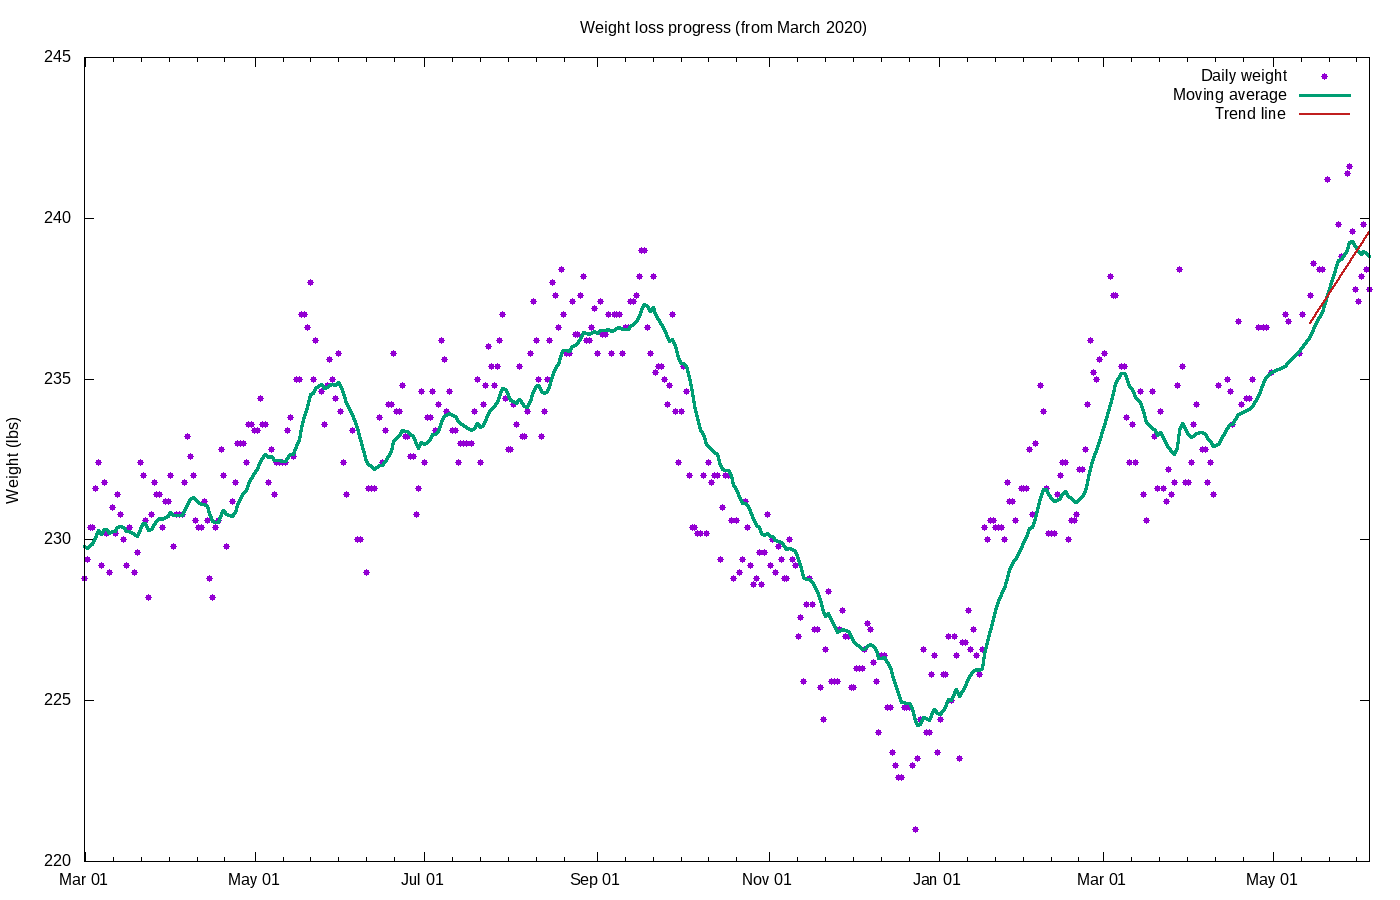 Weight loss progress (from March 2020)
245
240
235
230
225
220
Weight (lbs)
Daily weight
Moving average
Trend line
Mar 01 May 01 Jul 01 Sep 01 Nov 01 Jan 01 Mar 01 May 01